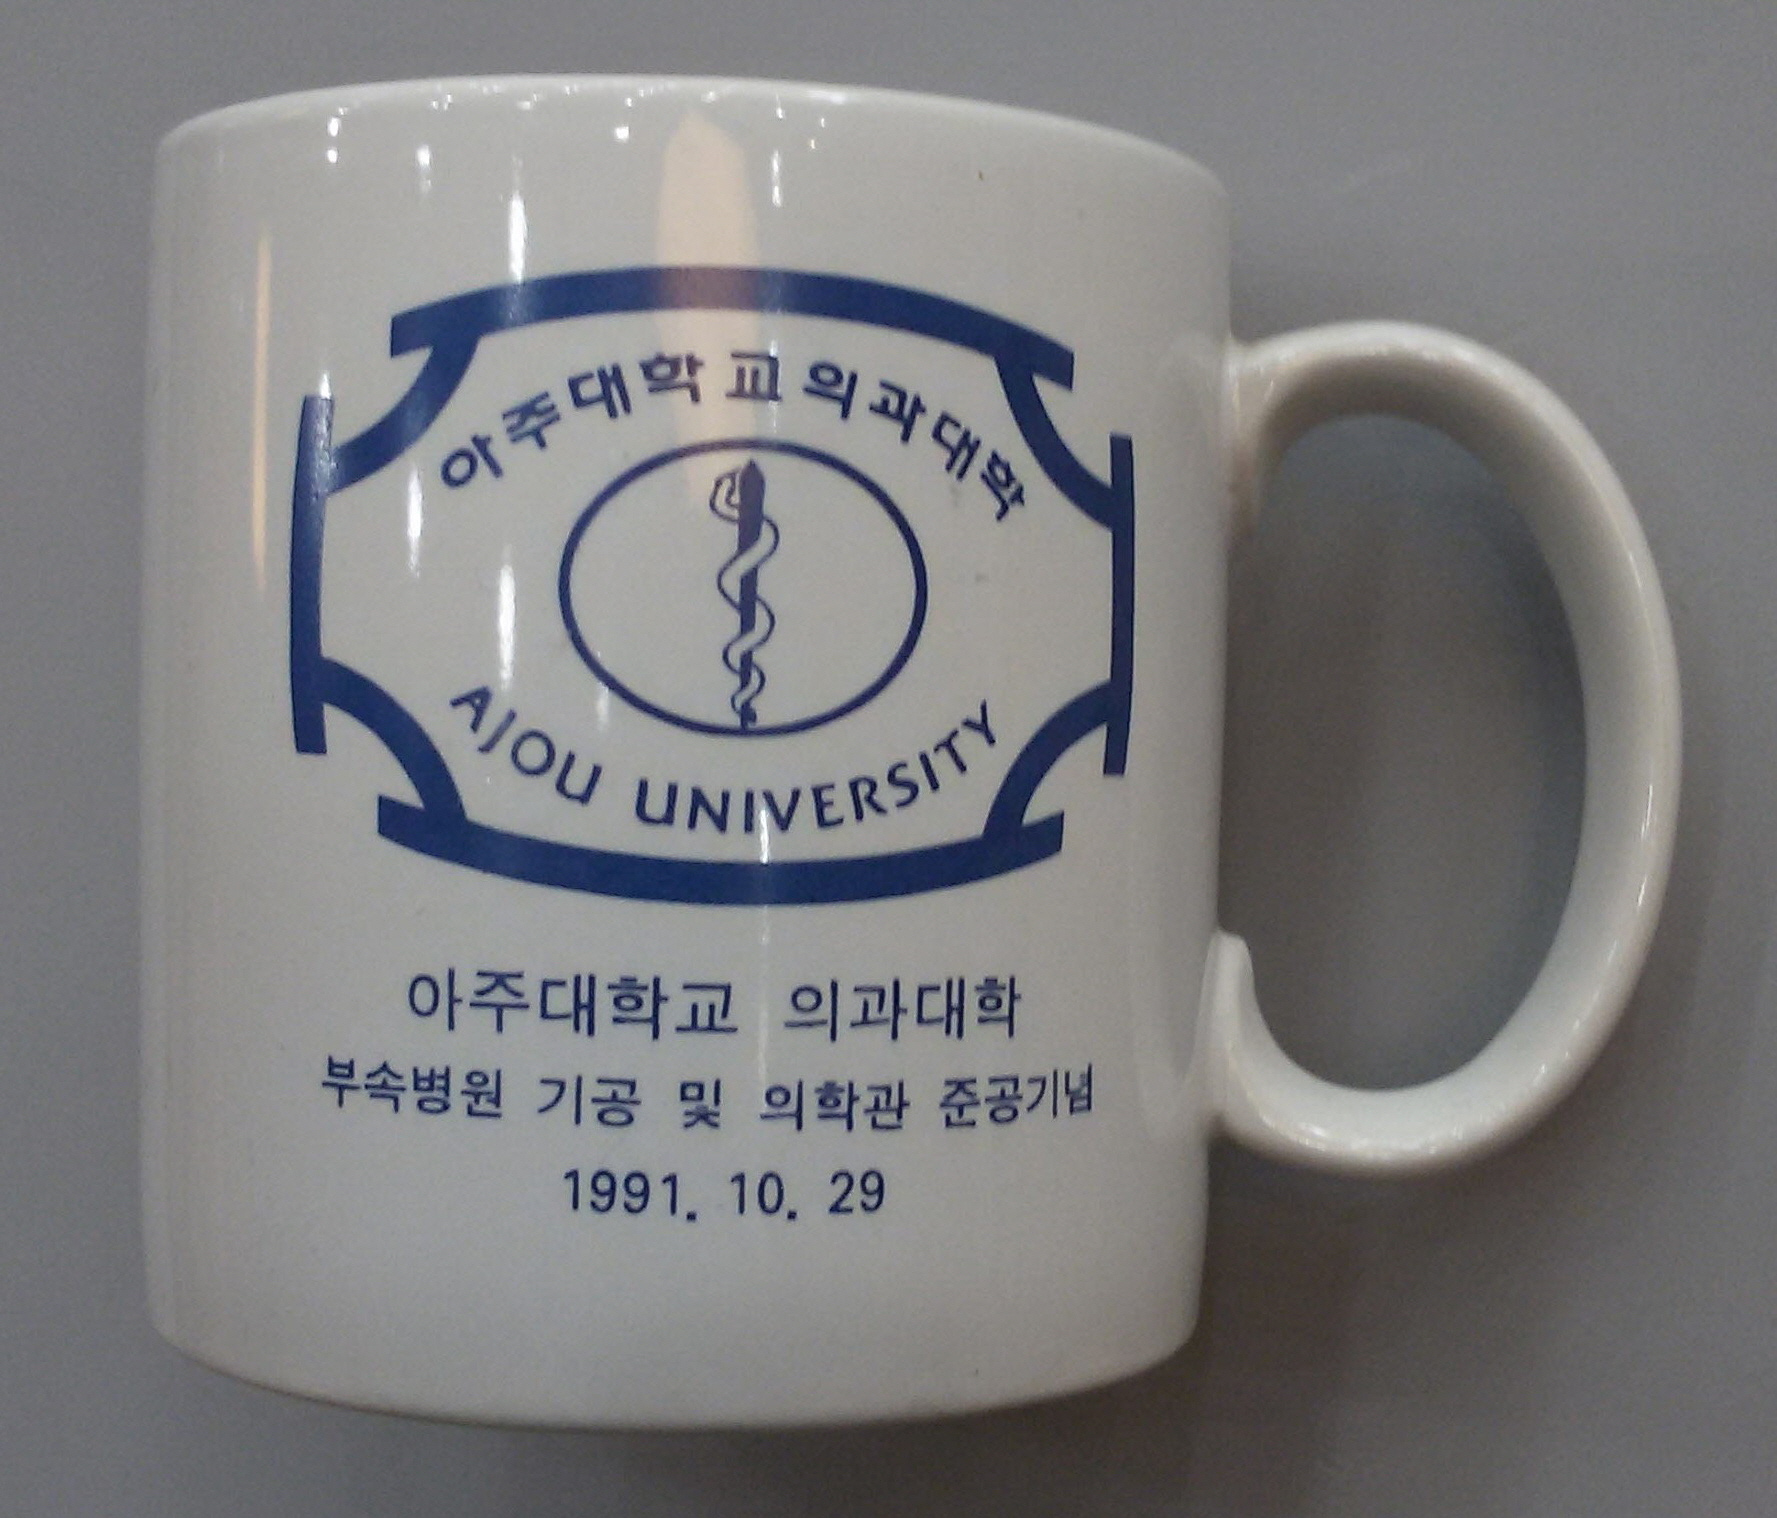 아주대학교의과대학
AJOU UNIVERSITY
아주대학교 의과대학
부속병원 기공 및 의학관 준공기념
1991. 10. 29